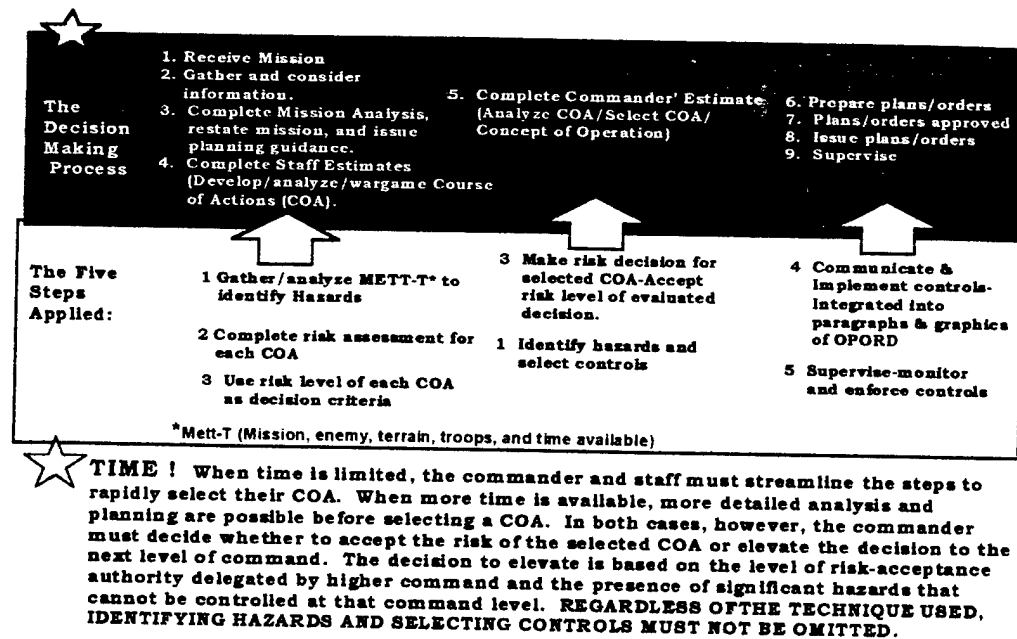 The
Decision
Making
Process
1. Receive Mission
2. Gather and consider
information.
3. Complete Mission Analysis,
restate mission, and issue
planning guidance.
4. Complete Staff Estimates
(Develop/analyze/wargame Course
of Actions (COA).
5. Complete Commander' Estimate
(Analyze COA/Select COA/
Concept of Operation)
6. Prepare plans/orders
7. Plans/orders approved
8. Issue plans/orders
9. Supervise
The Five
Steps
Applied:
1 Gather/analyze METT-T* to
identify Hazards
2 Complete risk assessment for
each COA
3 Use risk level of each COA
as decision criteria
3 Make risk decision for
selected COA-Accept
risk level of evaluated
decision.
1 Identify hazards and
select controls
4 Communicate &
Implement controls-
Integrated into
paragraphs & graphics
of OPORD
5 Supervise-monitor
and enforce controls
*Mett-T (Mission, enemy, terrain, troops, and time available)
TIME ! When time is limited, the commander and staff must streamline the steps to
rapidly select their COA. When more time is available, more detailed analysis and
planning are possible before selecting a COA. In both cases, however, the commander
must decide whether to accept the risk of the selected COA or elevate the decision to the
next level of command. The decision to elevate is based on the level of risk-acceptance
authority delegated by higher command and the presence of significant hazards that
cannot be controlled at that command level. REGARDLESS OFTHE TECHNIQUE USED,
IDENTIFYING HAZARDS AND SELECTING CONTROLS MUST NOT BE OMITTED.